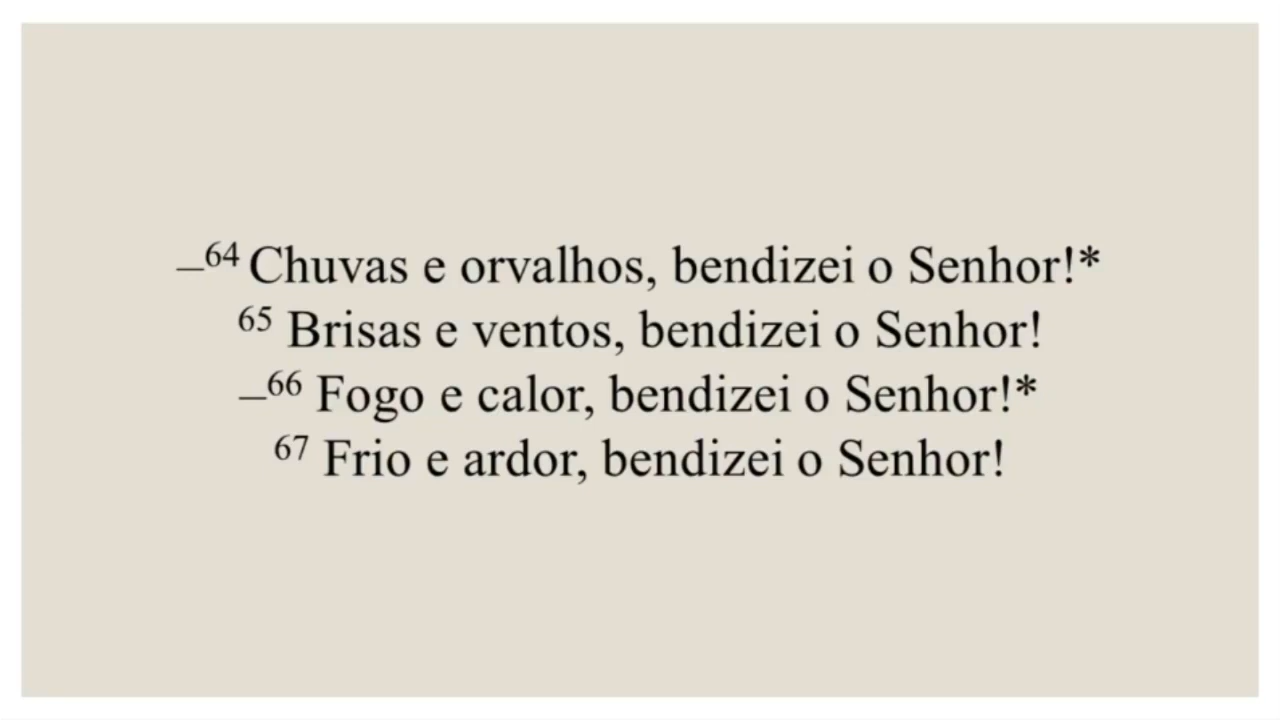 –64 Chuvas e orvalhos, bendizei o Senhor!*
65 Brisas e ventos, bendizei o Senhor!
–66 Fogo e calor, bendizei o Senhor!*
67 Frio e ardor, bendizei o Senhor!